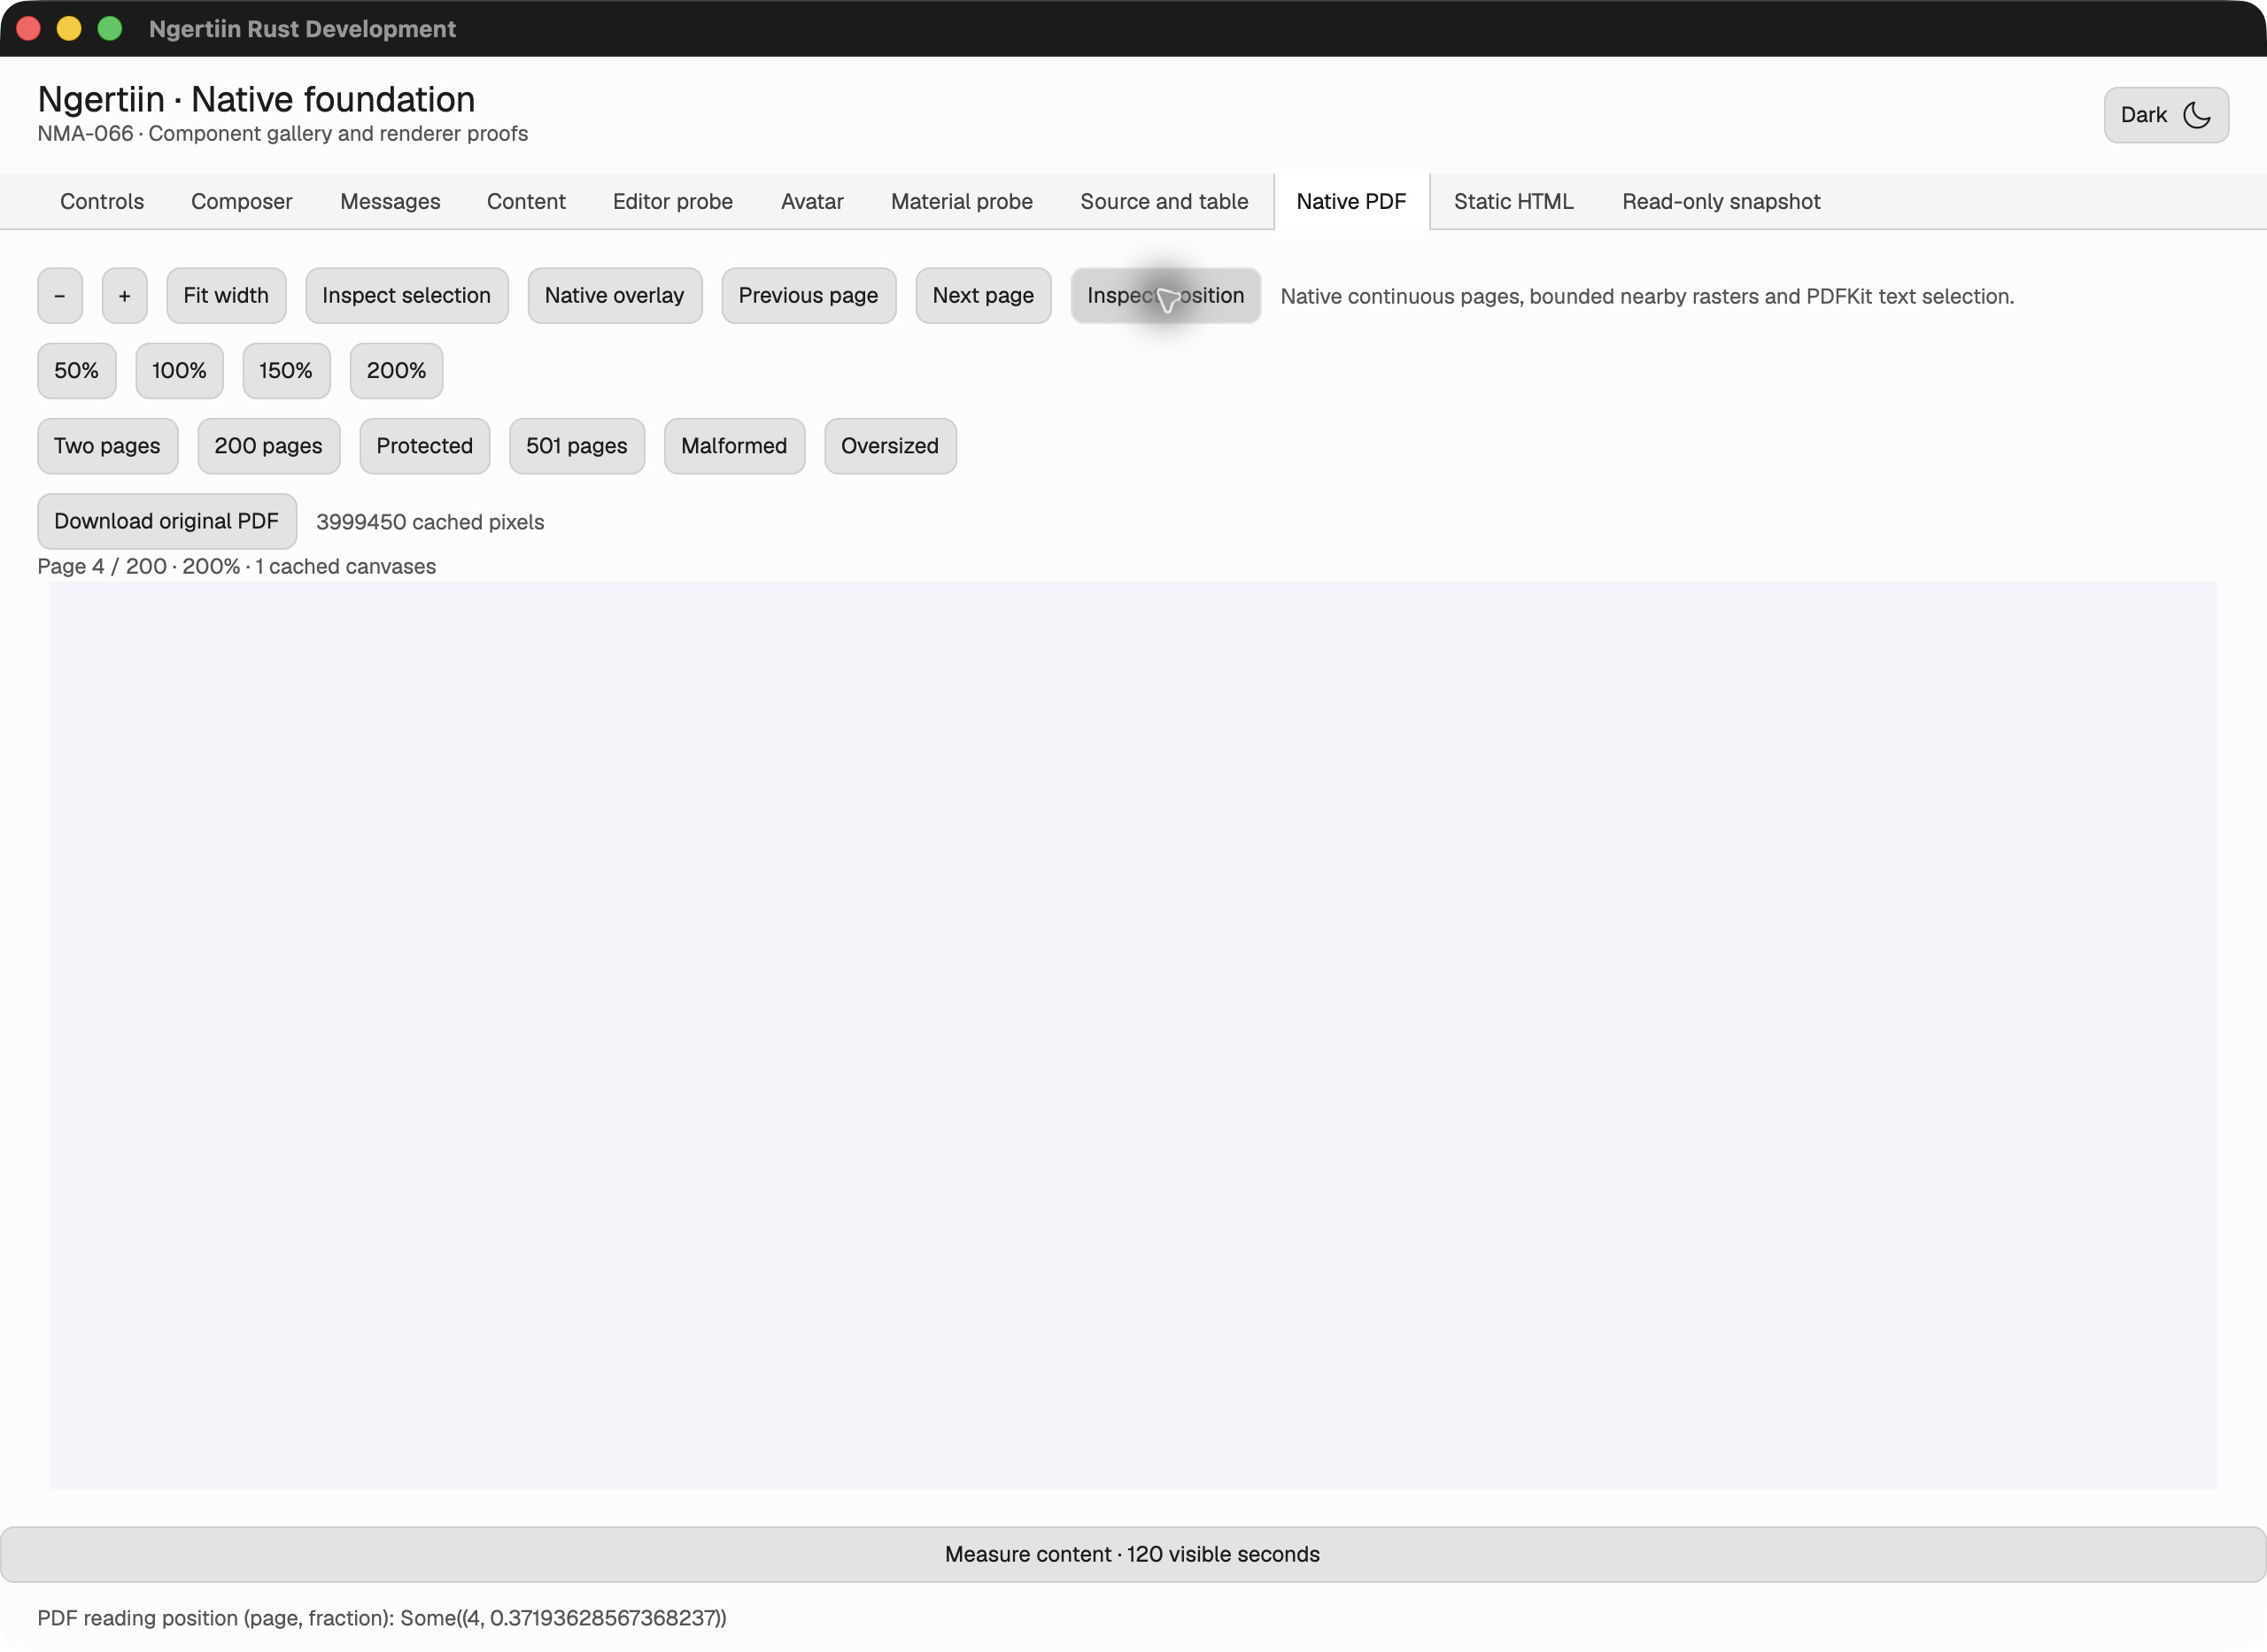 Ngertiin Rust Development
Ngertiin · Native foundation
NMA-066 · Component gallery and renderer proofs
Dark
Controls Composer Messages Content Editor probe Avatar Material probe Source and table Native PDF Static HTML Read-only snapshot
− + Fit width Inspect selection Native overlay Previous page Next page Inspect position Native continuous pages, bounded nearby rasters and PDFKit text selection.
50% 100% 150% 200%
Two pages 200 pages Protected 501 pages Malformed Oversized
Download original PDF 3999450 cached pixels
Page 4 / 200 · 200% · 1 cached canvases
Measure content · 120 visible seconds
PDF reading position (page, fraction): Some((4, 0.37193628567368237))